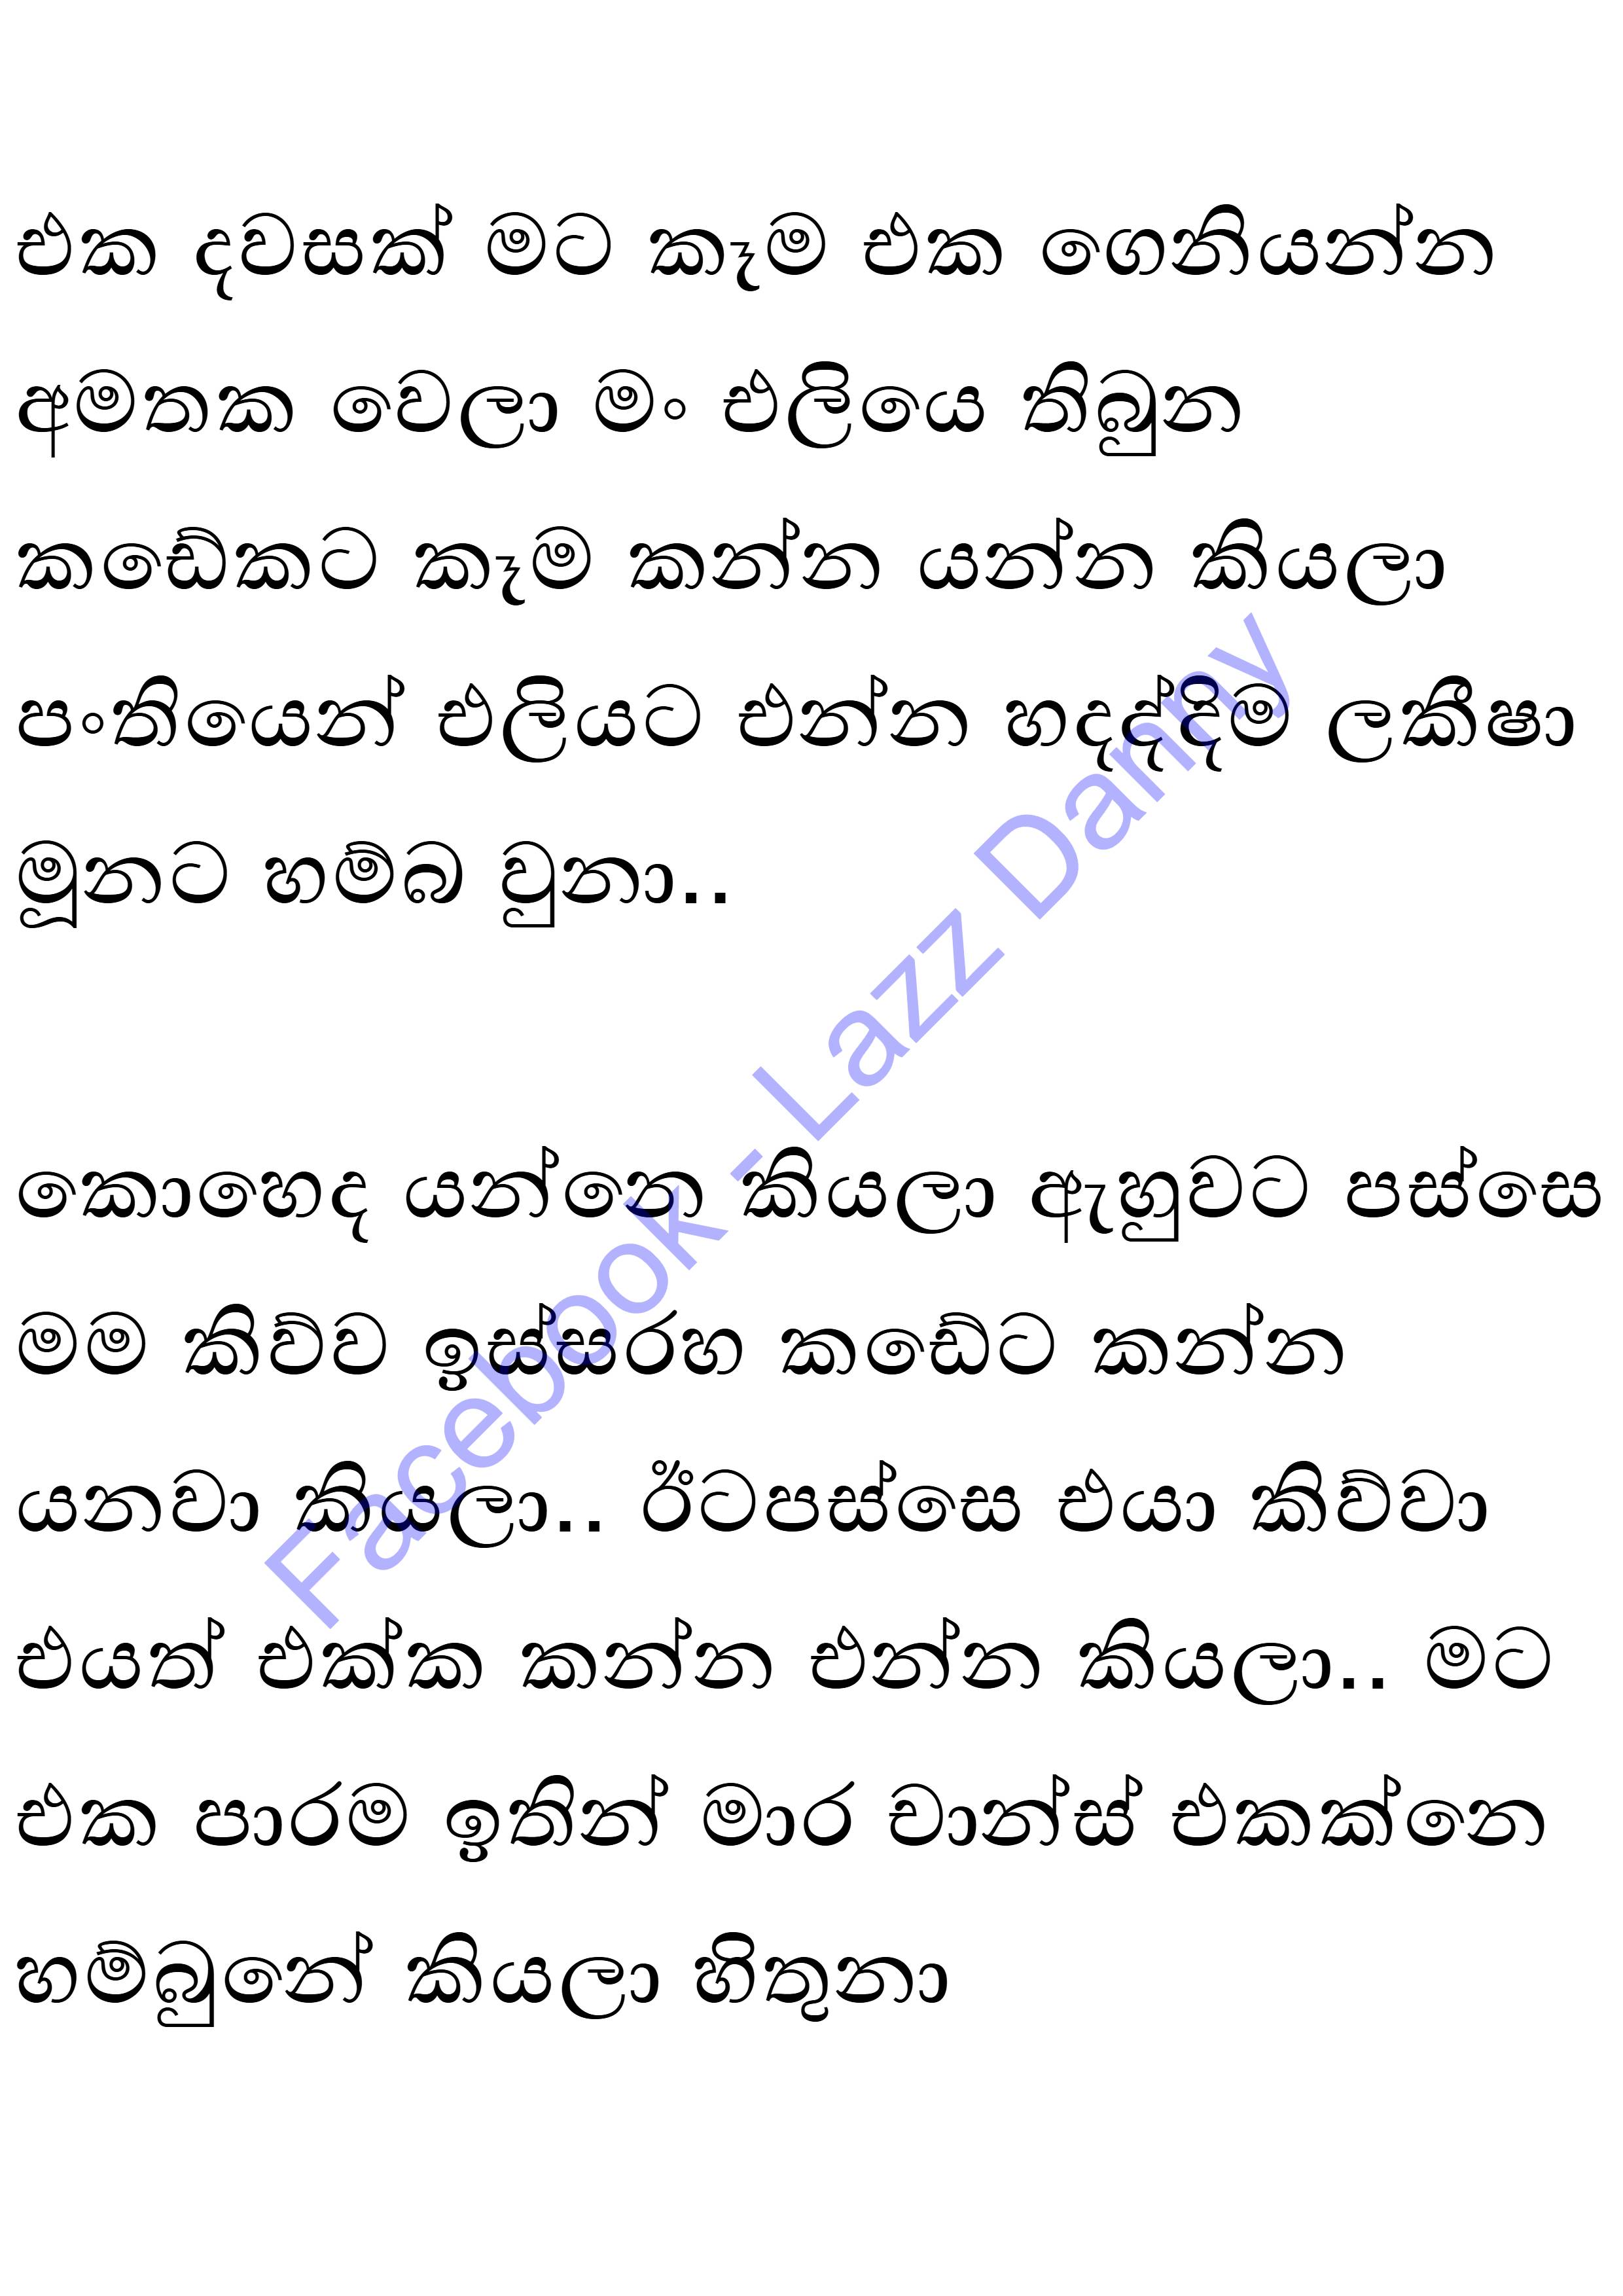 එක දවසක් මට කෑම එක ගෙනියන්න
අමතක වෙලා මං එලියෙ තිබුන
කඩේකට කෑම කන්න යන්න කියලා
පංතියෙන් එලියට එන්න හදද්දිම ලකීෂා
මූනට හම්බ වුනා..
කොහෙද යන්නෙ කියලා ඇහුවට පස්සෙ
මම කිව්ව ඉස්සරහ කඩේට කන්න
යනවා කියලා.. ඊටපස්සෙ එයා කිව්වා
එයත් එක්ක කන්න එන්න කියලා.. මට
එක පාරම ඉතින් මාර චාන්ස් එකක්නෙ
හම්බුනේ කියලා හිතුනා
Facebook - Lazz Danny